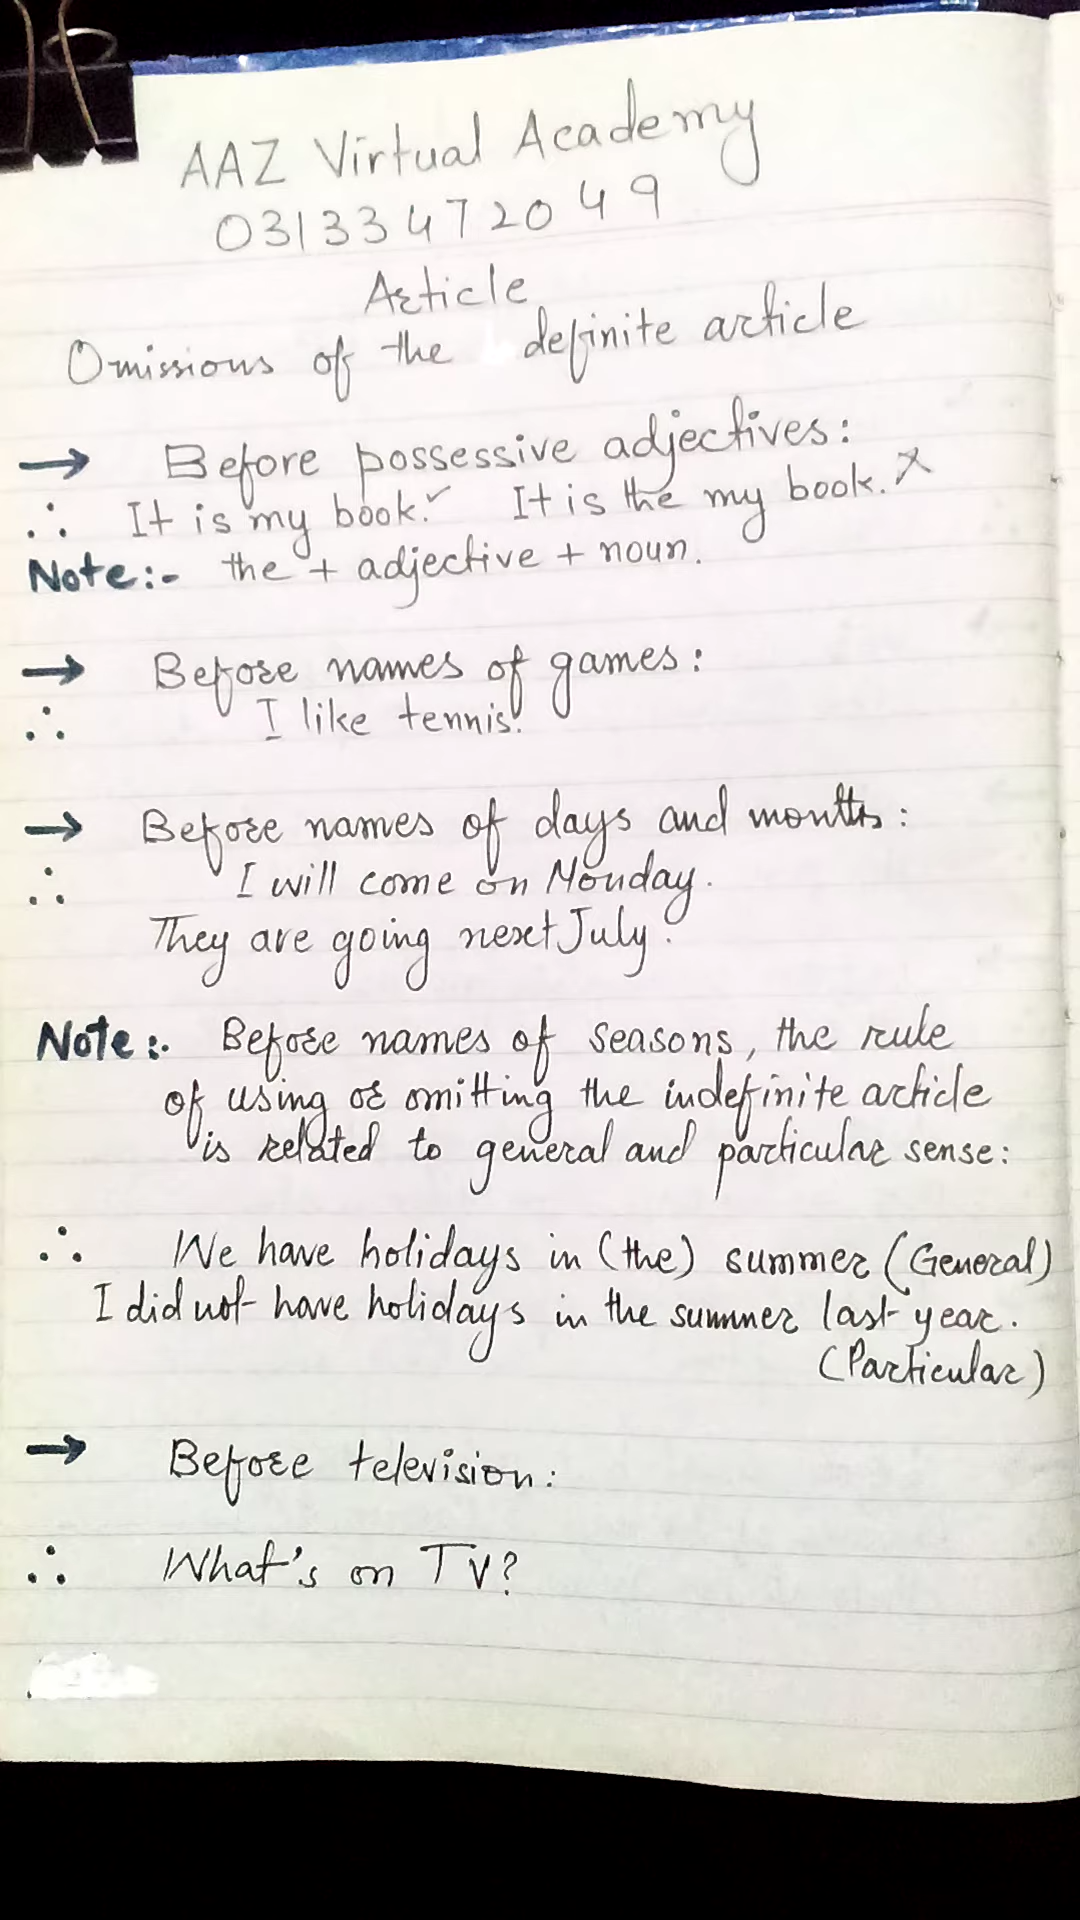 AAZ Virtual Academy
03133472049
Article
Omissions of the definite article
→ Before possessive adjectives:
∴ It is my book.✓ It is the my book.✗
Note:- the + adjective + noun.
→ Before names of games:
∴ I like tennis.
→ Before names of days and months:
∴ I will come on Monday.
They are going next July.
Note:. Before names of seasons, the rule
of using or omitting the indefinite article
is related to general and particular sense:
∴ We have holidays in (the) summer (General)
I did not have holidays in the summer last year.
(Particular)
→ Before television:
∴ What's on TV?